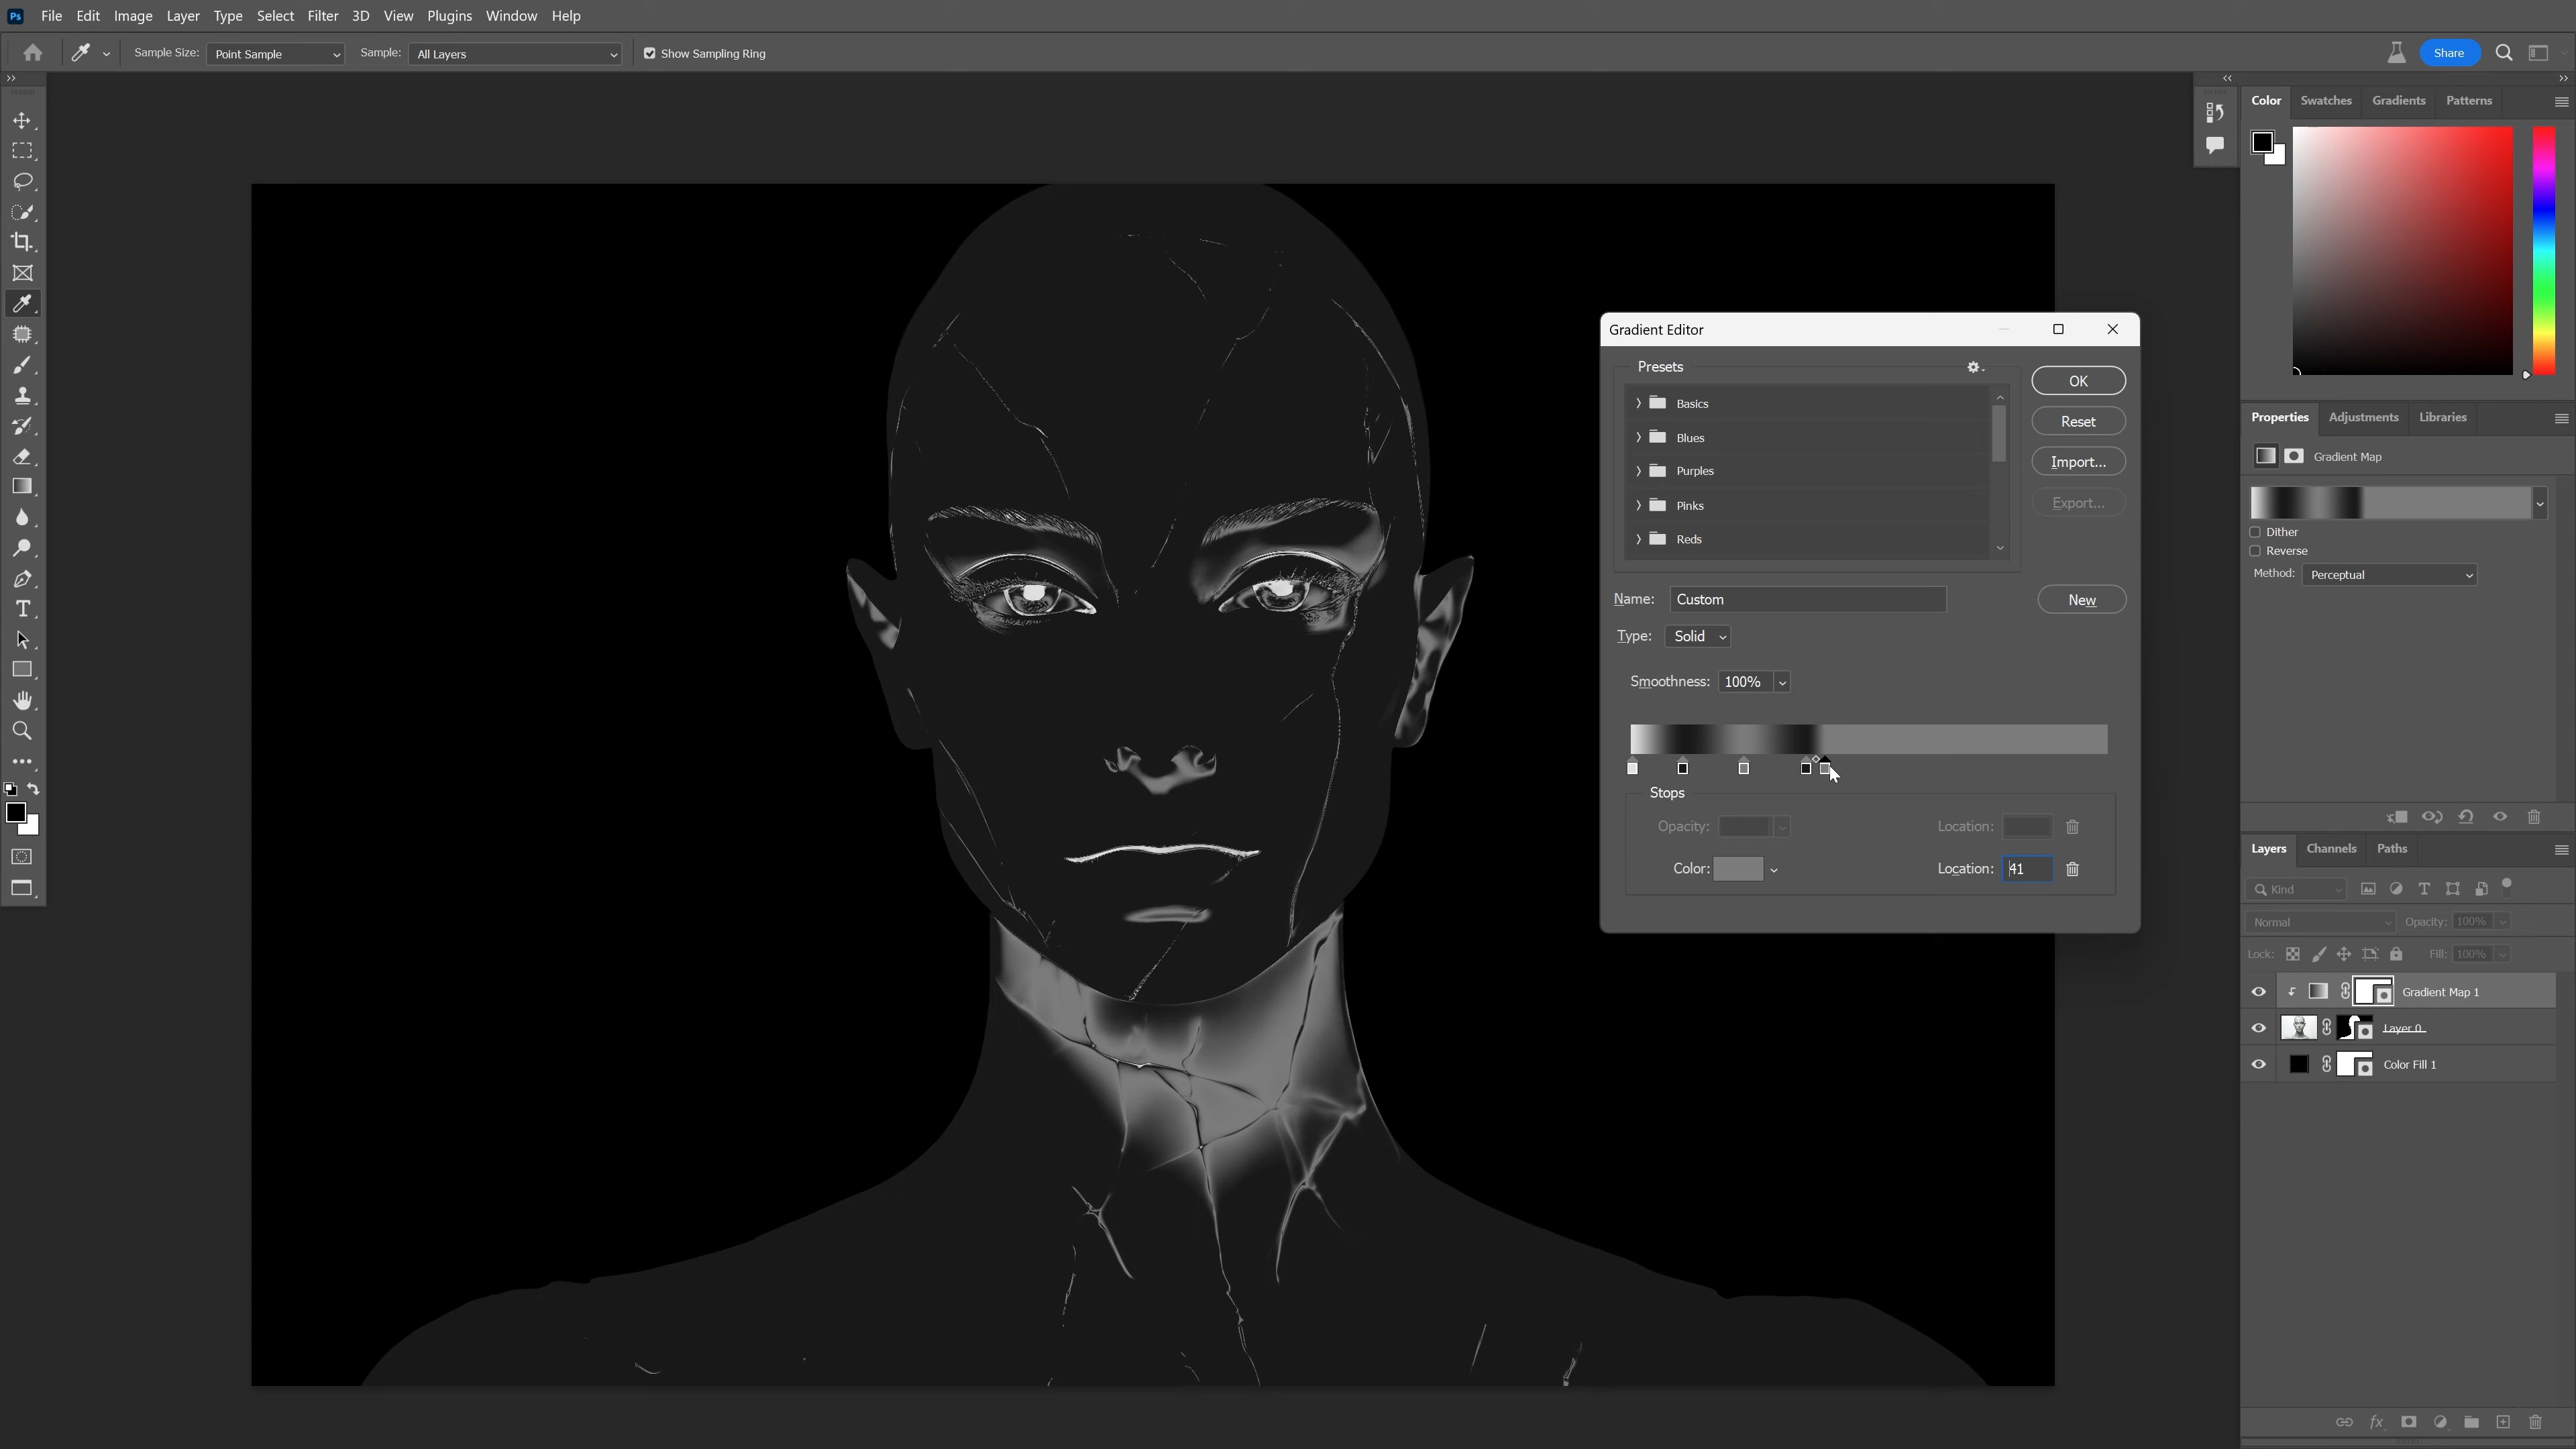 Ps File Edit Image Layer Type Select Filter 3D View Plugins Window Help
Sample Size: Point Sample Sample: All Layers Show Sampling Ring Share
Color Swatches Gradients Patterns
Gradient Editor
Presets
Basics
Blues
Purples
Pinks
Reds
OK
Reset
Import...
Export...
Name: Custom
New
Type: Solid
Smoothness: 100%
Stops
Opacity: Location:
Color: Location: 41
Properties Adjustments Libraries
Gradient Map
Dither
Reverse
Method: Perceptual
Layers Channels Paths
Kind
Normal Opacity: 100%
Lock: Fill: 100%
Gradient Map 1
Layer 0
Color Fill 1
fx